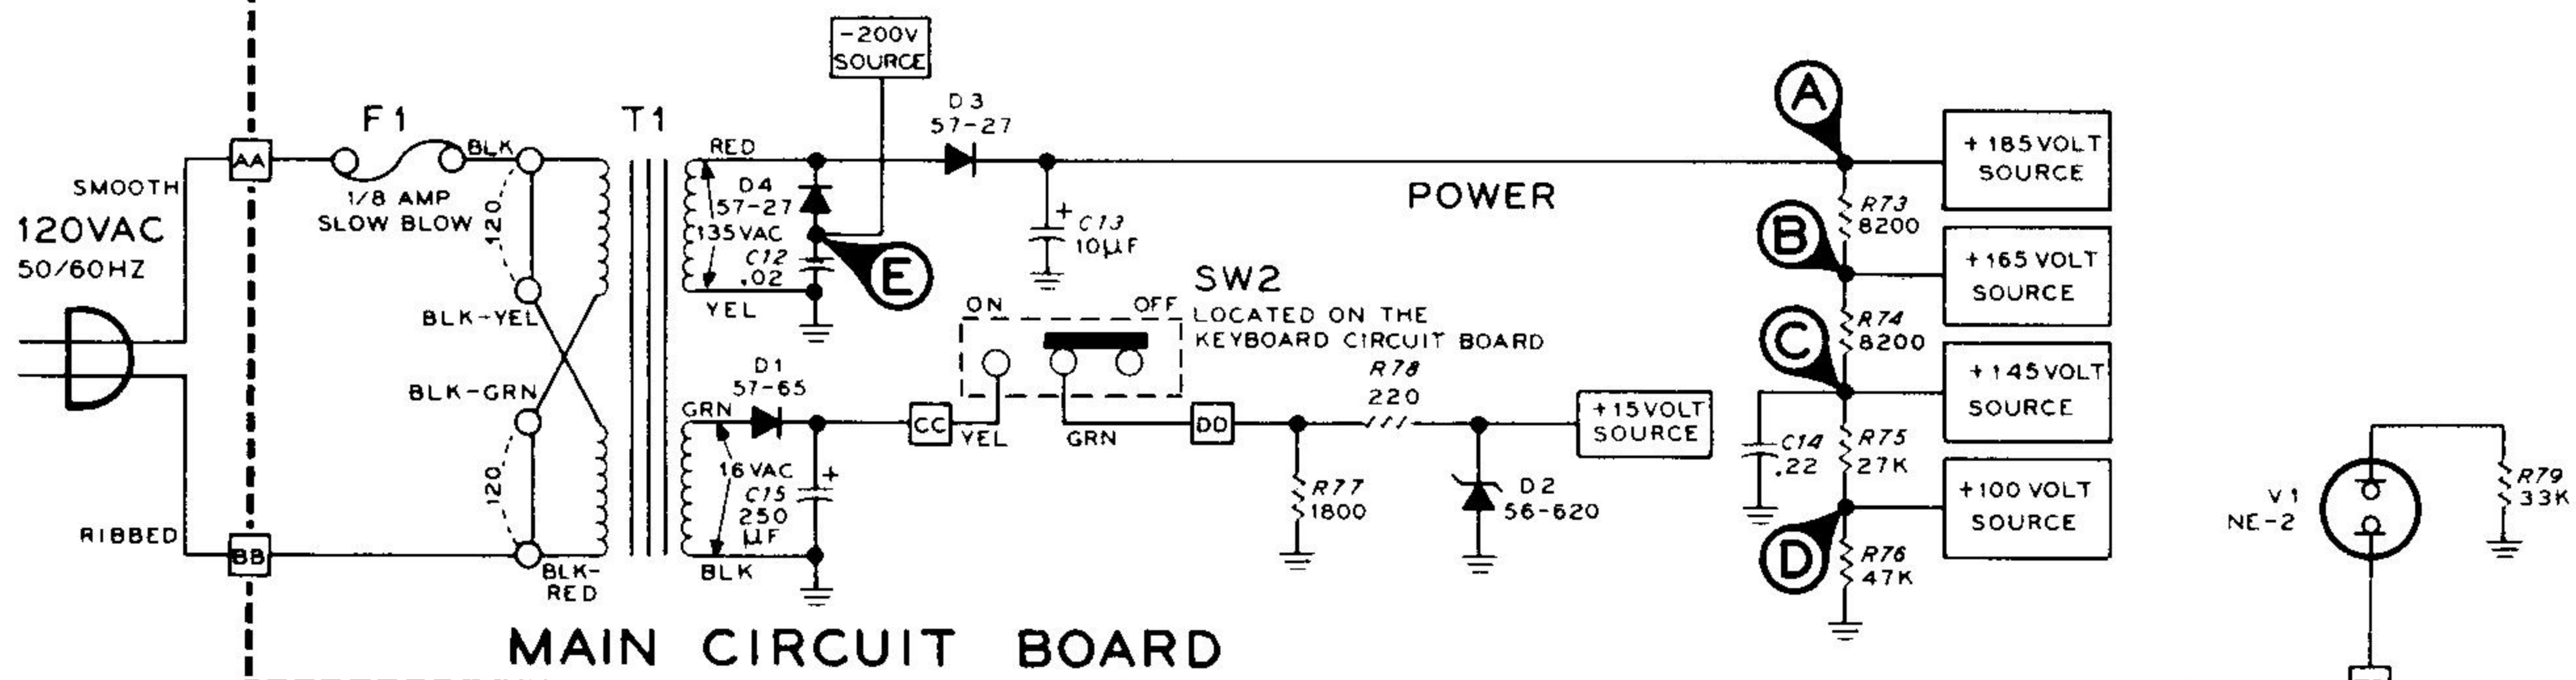 -200V
SOURCE
F1
T1
D3
57-27
A
AA
BLK
RED
+185 VOLT
SOURCE
SMOOTH
1/8 AMP
SLOW BLOW
120
D4
57-27
POWER
R73
8200
120VAC
50/60HZ
135VAC
C12
.02
E
+
C13
10µF
B
+165 VOLT
SOURCE
BLK-YEL
YEL
SW2
LOCATED ON THE
KEYBOARD CIRCUIT BOARD
ON
OFF
R74
8200
C
BLK-GRN
D1
57-65
R78
220
+145 VOLT
SOURCE
GRN
CC
YEL
GRN
DD
+15 VOLT
SOURCE
C14
.22
R75
27K
120
16 VAC
C15
250
µF
+
R77
1800
D2
56-620
+100 VOLT
SOURCE
V1
NE-2
R79
33K
RIBBED
BB
BLK-
RED
BLK
D
R76
47K
MAIN CIRCUIT BOARD